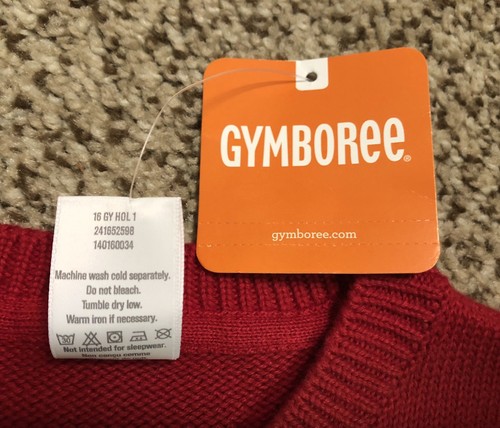 GYMBOREE®
gymboree.com
16 GY HOL 1
241652598
140160034
Machine wash cold separately.
Do not bleach.
Tumble dry low.
Warm iron if necessary.
Not intended for sleepwear.